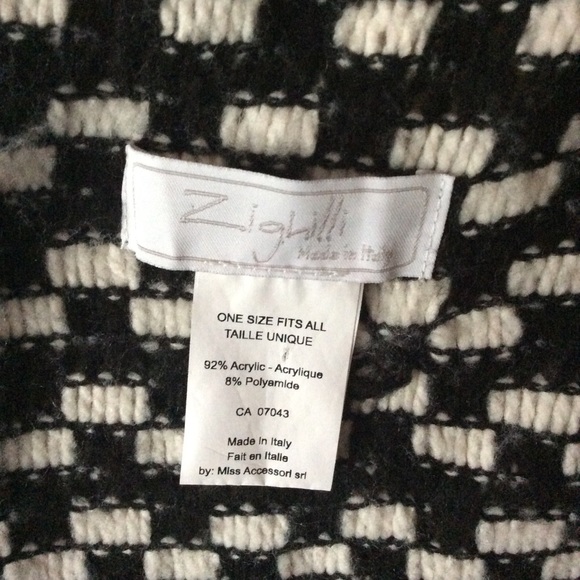 Zighilli
Made in Italy
ONE SIZE FITS ALL
TAILLE UNIQUE
92% Acrylic - Acrylique
8% Polyamide
CA 07043
Made in Italy
Fait en Italie
by: Miss Accessori srl